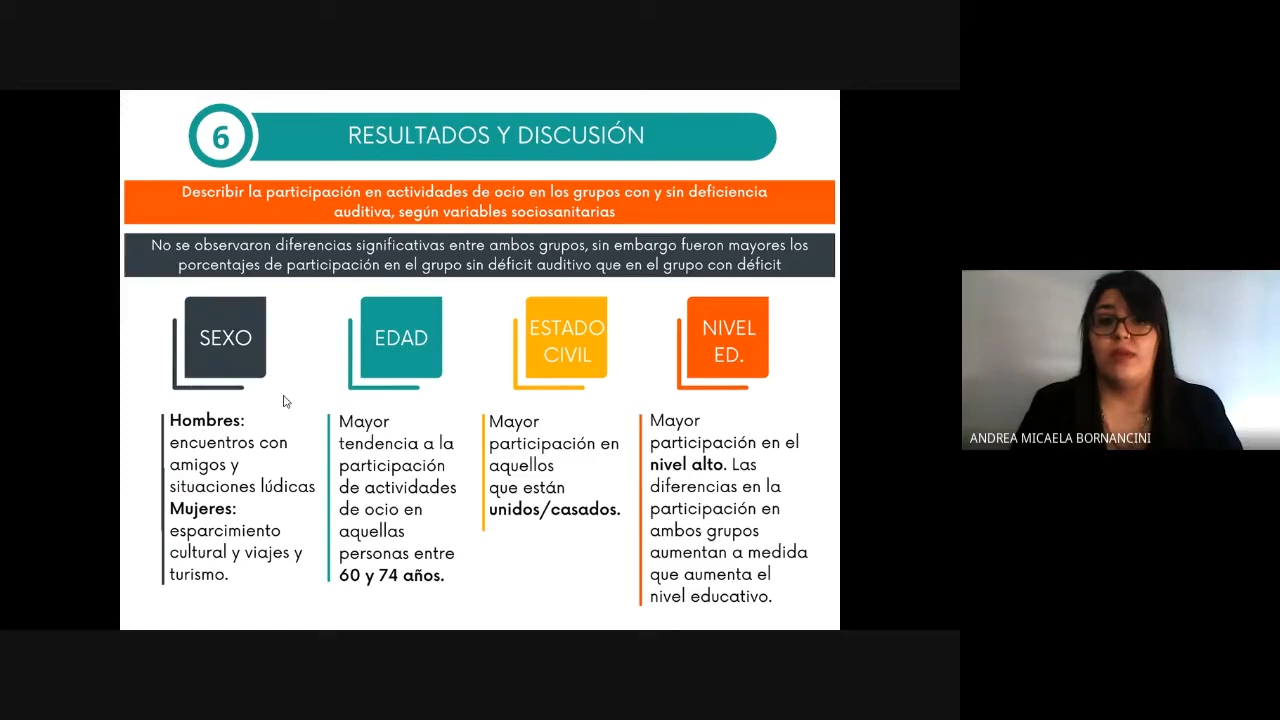 6
RESULTADOS Y DISCUSIÓN
Describir la participación en actividades de ocio en los grupos con y sin deficiencia
auditiva, según variables sociosanitarias
No se observaron diferencias significativas entre ambos grupos, sin embargo fueron mayores los
porcentajes de participación en el grupo sin déficit auditivo que en el grupo con déficit
SEXO
Hombres:
encuentros con
amigos y
situaciones lúdicas
Mujeres:
esparcimiento
cultural y viajes y
turismo.
EDAD
Mayor
tendencia a la
participación
de actividades
de ocio en
aquellas
personas entre
60 y 74 años.
ESTADO
CIVIL
Mayor
participación en
aquellos
que están
unidos/casados.
NIVEL
ED.
Mayor
participación en el
nivel alto. Las
diferencias en la
participación en
ambos grupos
aumentan a medida
que aumenta el
nivel educativo.
ANDREA MICAELA BORNANCINI